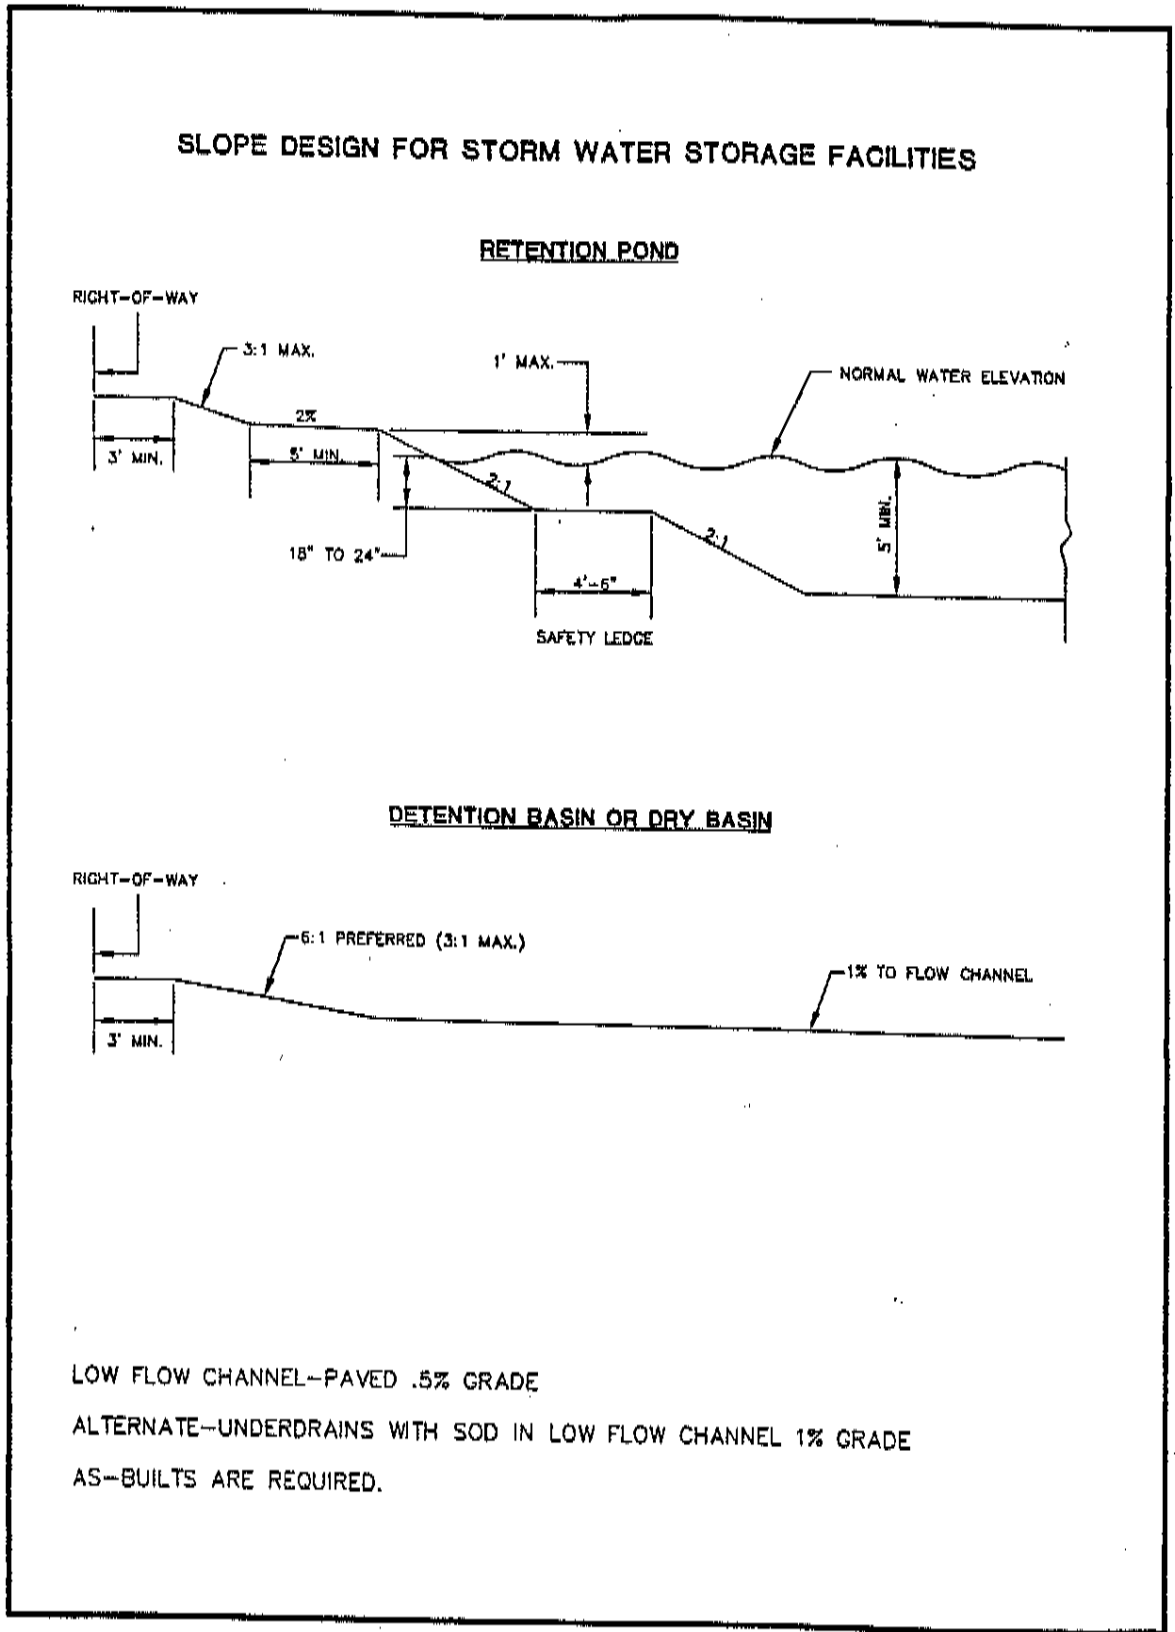 SLOPE DESIGN FOR STORM WATER STORAGE FACILITIES
RETENTION POND
RIGHT-OF-WAY
3:1 MAX.
1' MAX.
NORMAL WATER ELEVATION
2%
3' MIN.
5' MIN.
2:1
18" TO 24"
2:1
5' MIN.
4'-6"
SAFETY LEDGE
DETENTION BASIN OR DRY BASIN
RIGHT-OF-WAY
6:1 PREFERRED (3:1 MAX.)
1% TO FLOW CHANNEL
3' MIN.
LOW FLOW CHANNEL-PAVED .5% GRADE
ALTERNATE-UNDERDRAINS WITH SOD IN LOW FLOW CHANNEL 1% GRADE
AS-BUILTS ARE REQUIRED.